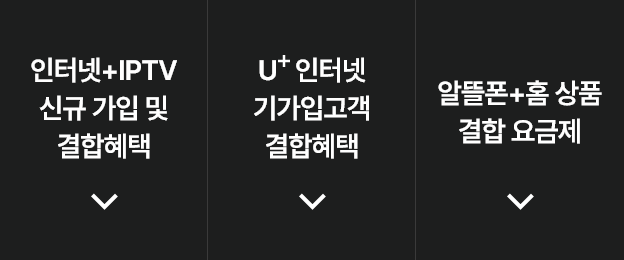 인터넷+IPTV
신규 가입 및
결합혜택
U+ 인터넷
기가입고객
결합혜택
알뜰폰+홈 상품
결합 요금제